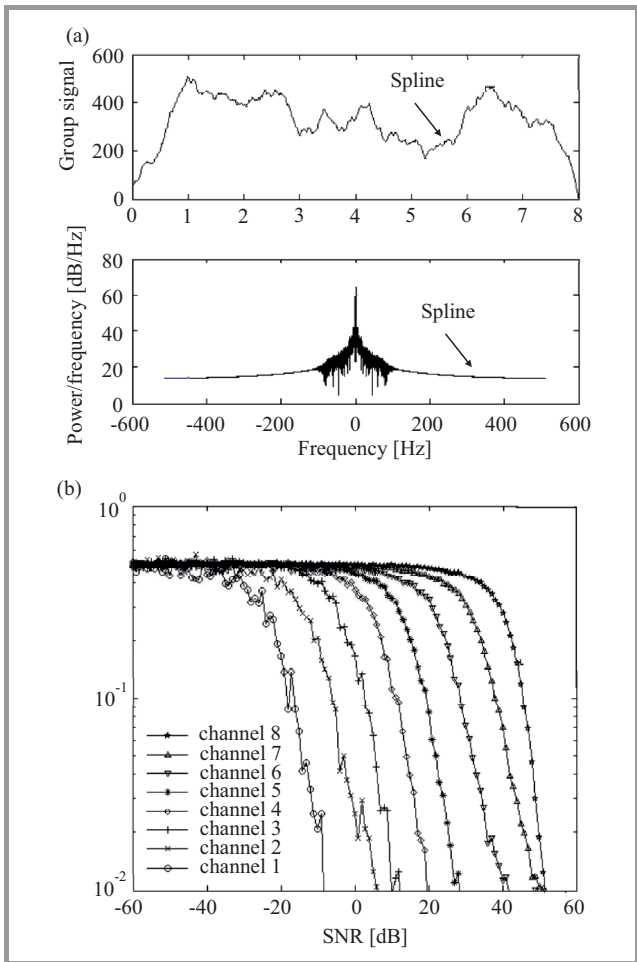 (a)
600
400
200
0
Group signal
Spline
0 1 2 3 4 5 6 7 8
80
60
40
20
0
Power/frequency [dB/Hz]
Spline
-600 -400 -200 0 200 400 600
Frequency [Hz]
(b)
10^0
10^-1
10^-2
channel 8
channel 7
channel 6
channel 5
channel 4
channel 3
channel 2
channel 1
-60 -40 -20 0 20 40 60
SNR [dB]